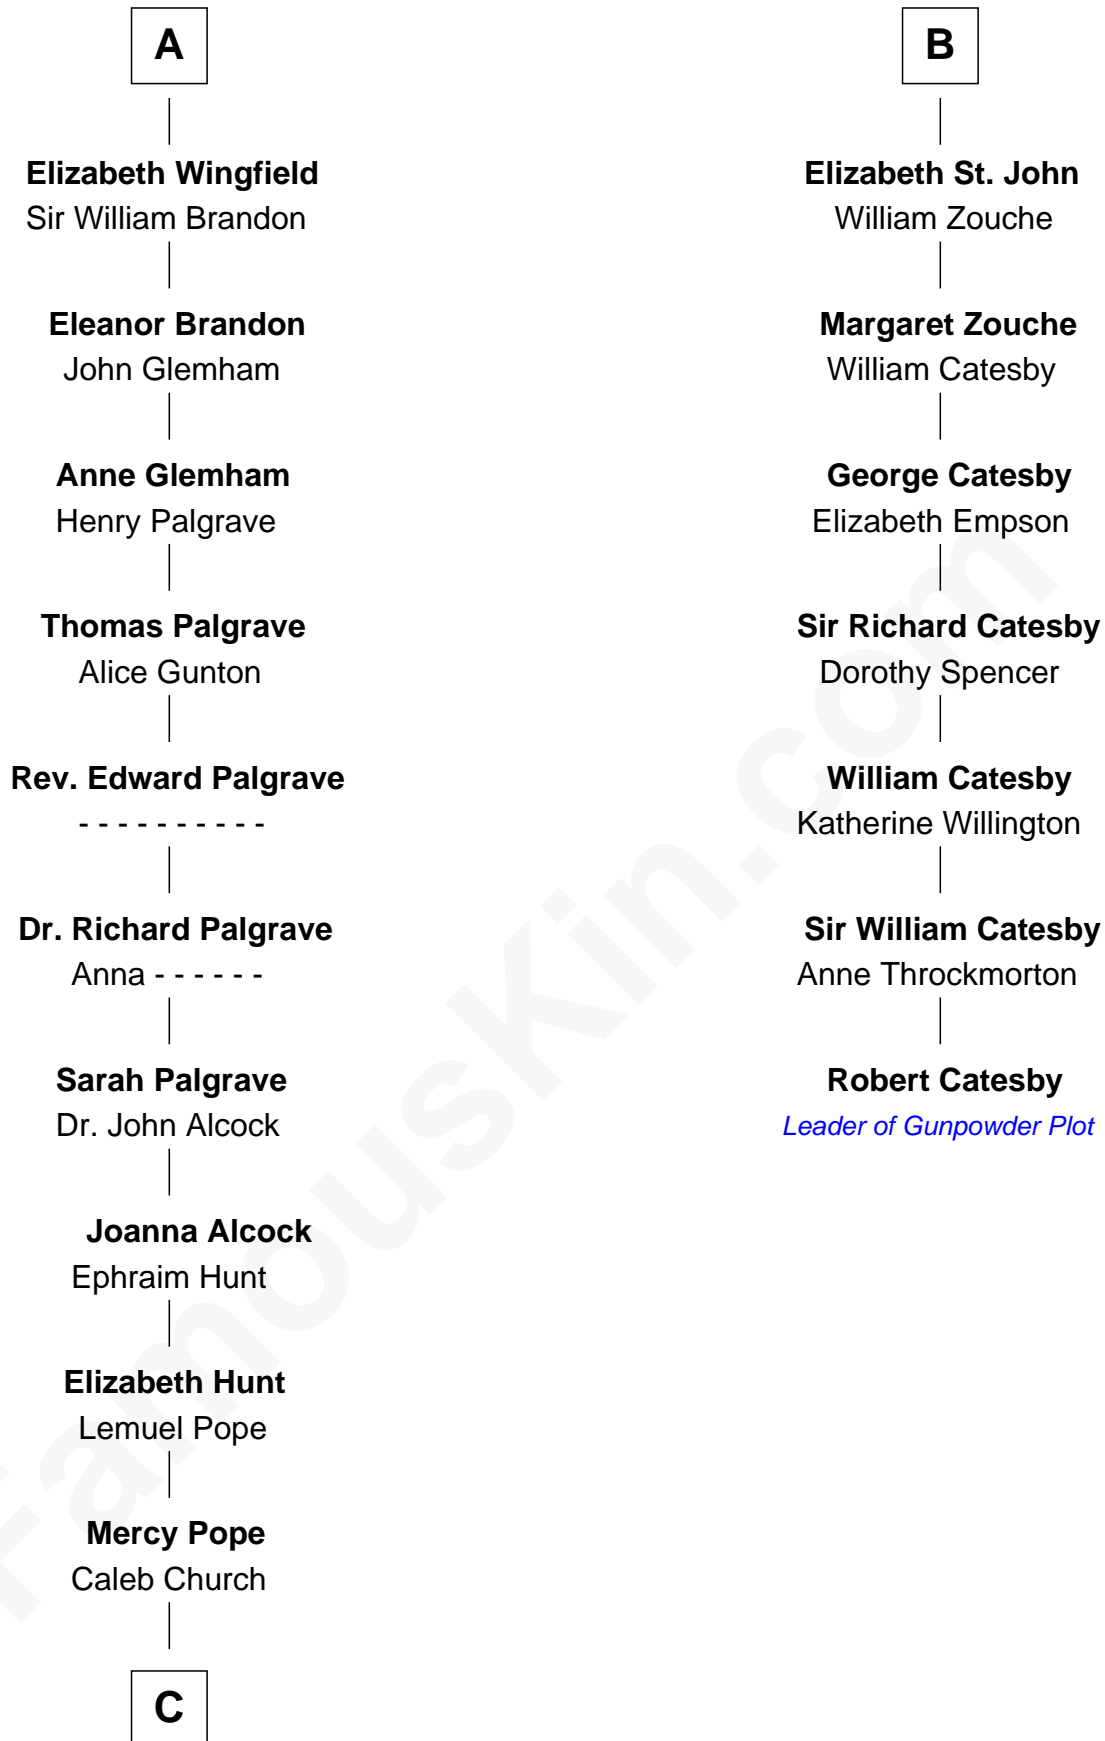 A
Elizabeth Wingfield
Sir William Brandon
Eleanor Brandon
John Glemham
Anne Glemham
Henry Palgrave
Thomas Palgrave
Alice Gunton
Rev. Edward Palgrave
- - - - - - - - - -
Dr. Richard Palgrave
Anna - - - - - -
Sarah Palgrave
Dr. John Alcock
Joanna Alcock
Ephraim Hunt
Elizabeth Hunt
Lemuel Pope
Mercy Pope
Caleb Church
C
B
Elizabeth St. John
William Zouche
Margaret Zouche
William Catesby
George Catesby
Elizabeth Empson
Sir Richard Catesby
Dorothy Spencer
William Catesby
Katherine Willington
Sir William Catesby
Anne Throckmorton
Robert Catesby
Leader of Gunpowder Plot
FamousKin.com